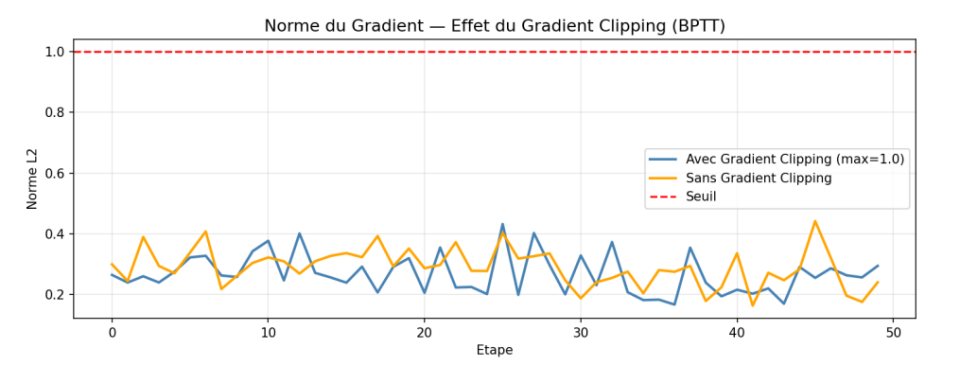 Norme du Gradient — Effet du Gradient Clipping (BPTT)
1.0
0.8
0.6
0.4
0.2
Norme L2
Avec Gradient Clipping (max=1.0)
Sans Gradient Clipping
Seuil
0 10 20 30 40 50
Etape